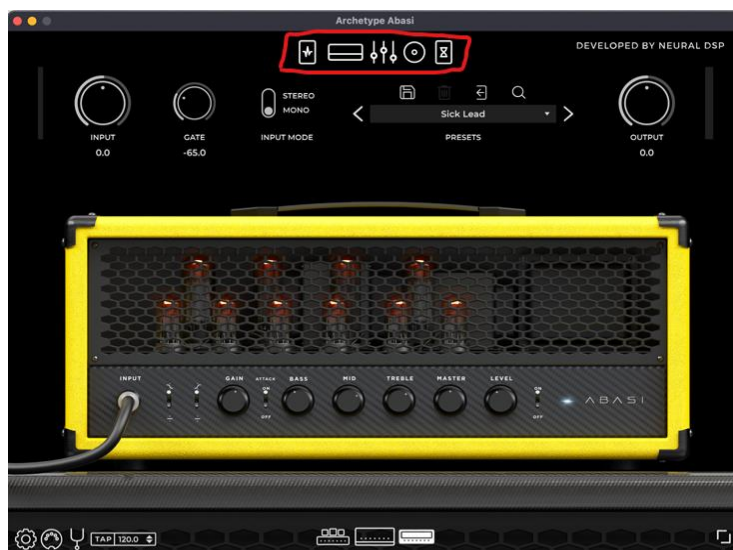 Archetype Abasi
DEVELOPED BY NEURAL DSP
STEREO
MONO
Sick Lead
INPUT
GATE
INPUT MODE
PRESETS
OUTPUT
0.0
-65.0
0.0
INPUT
GAIN
ATTACK
ON
OFF
BASS
MID
TREBLE
MASTER
LEVEL
ON
OFF
ABASI
TAP 120.0